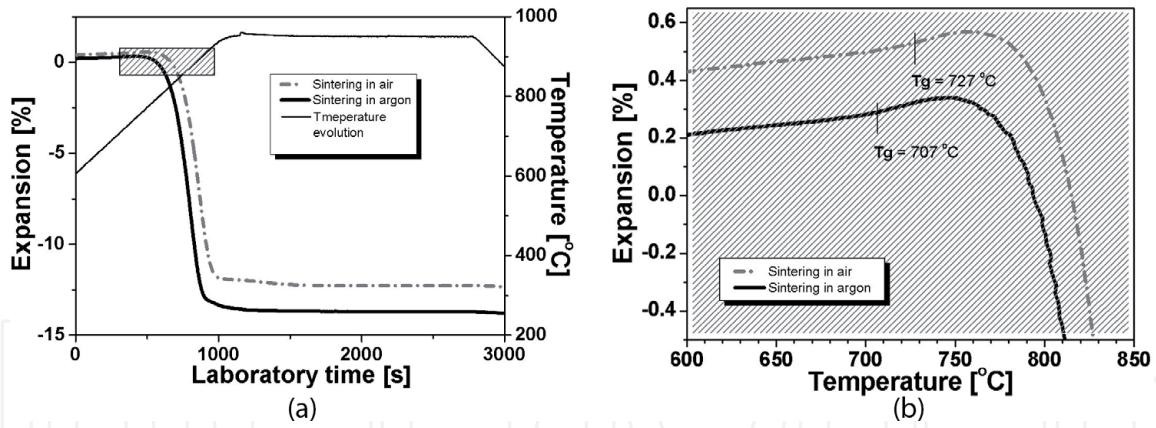 0
-5
-10
-15
Expansion [%]
1000
800
600
400
200
Temperature [°C]
Sintering in air
Sintering in argon
Tmeperature
evolution
0 1000 2000 3000
Laboratory time [s]
(a)
0.6
0.4
0.2
0.0
-0.2
-0.4
Expansion [%]
Tg = 727 °C
Tg = 707 °C
Sintering in air
Sintering in argon
600 650 700 750 800 850
Temperature [°C]
(b)